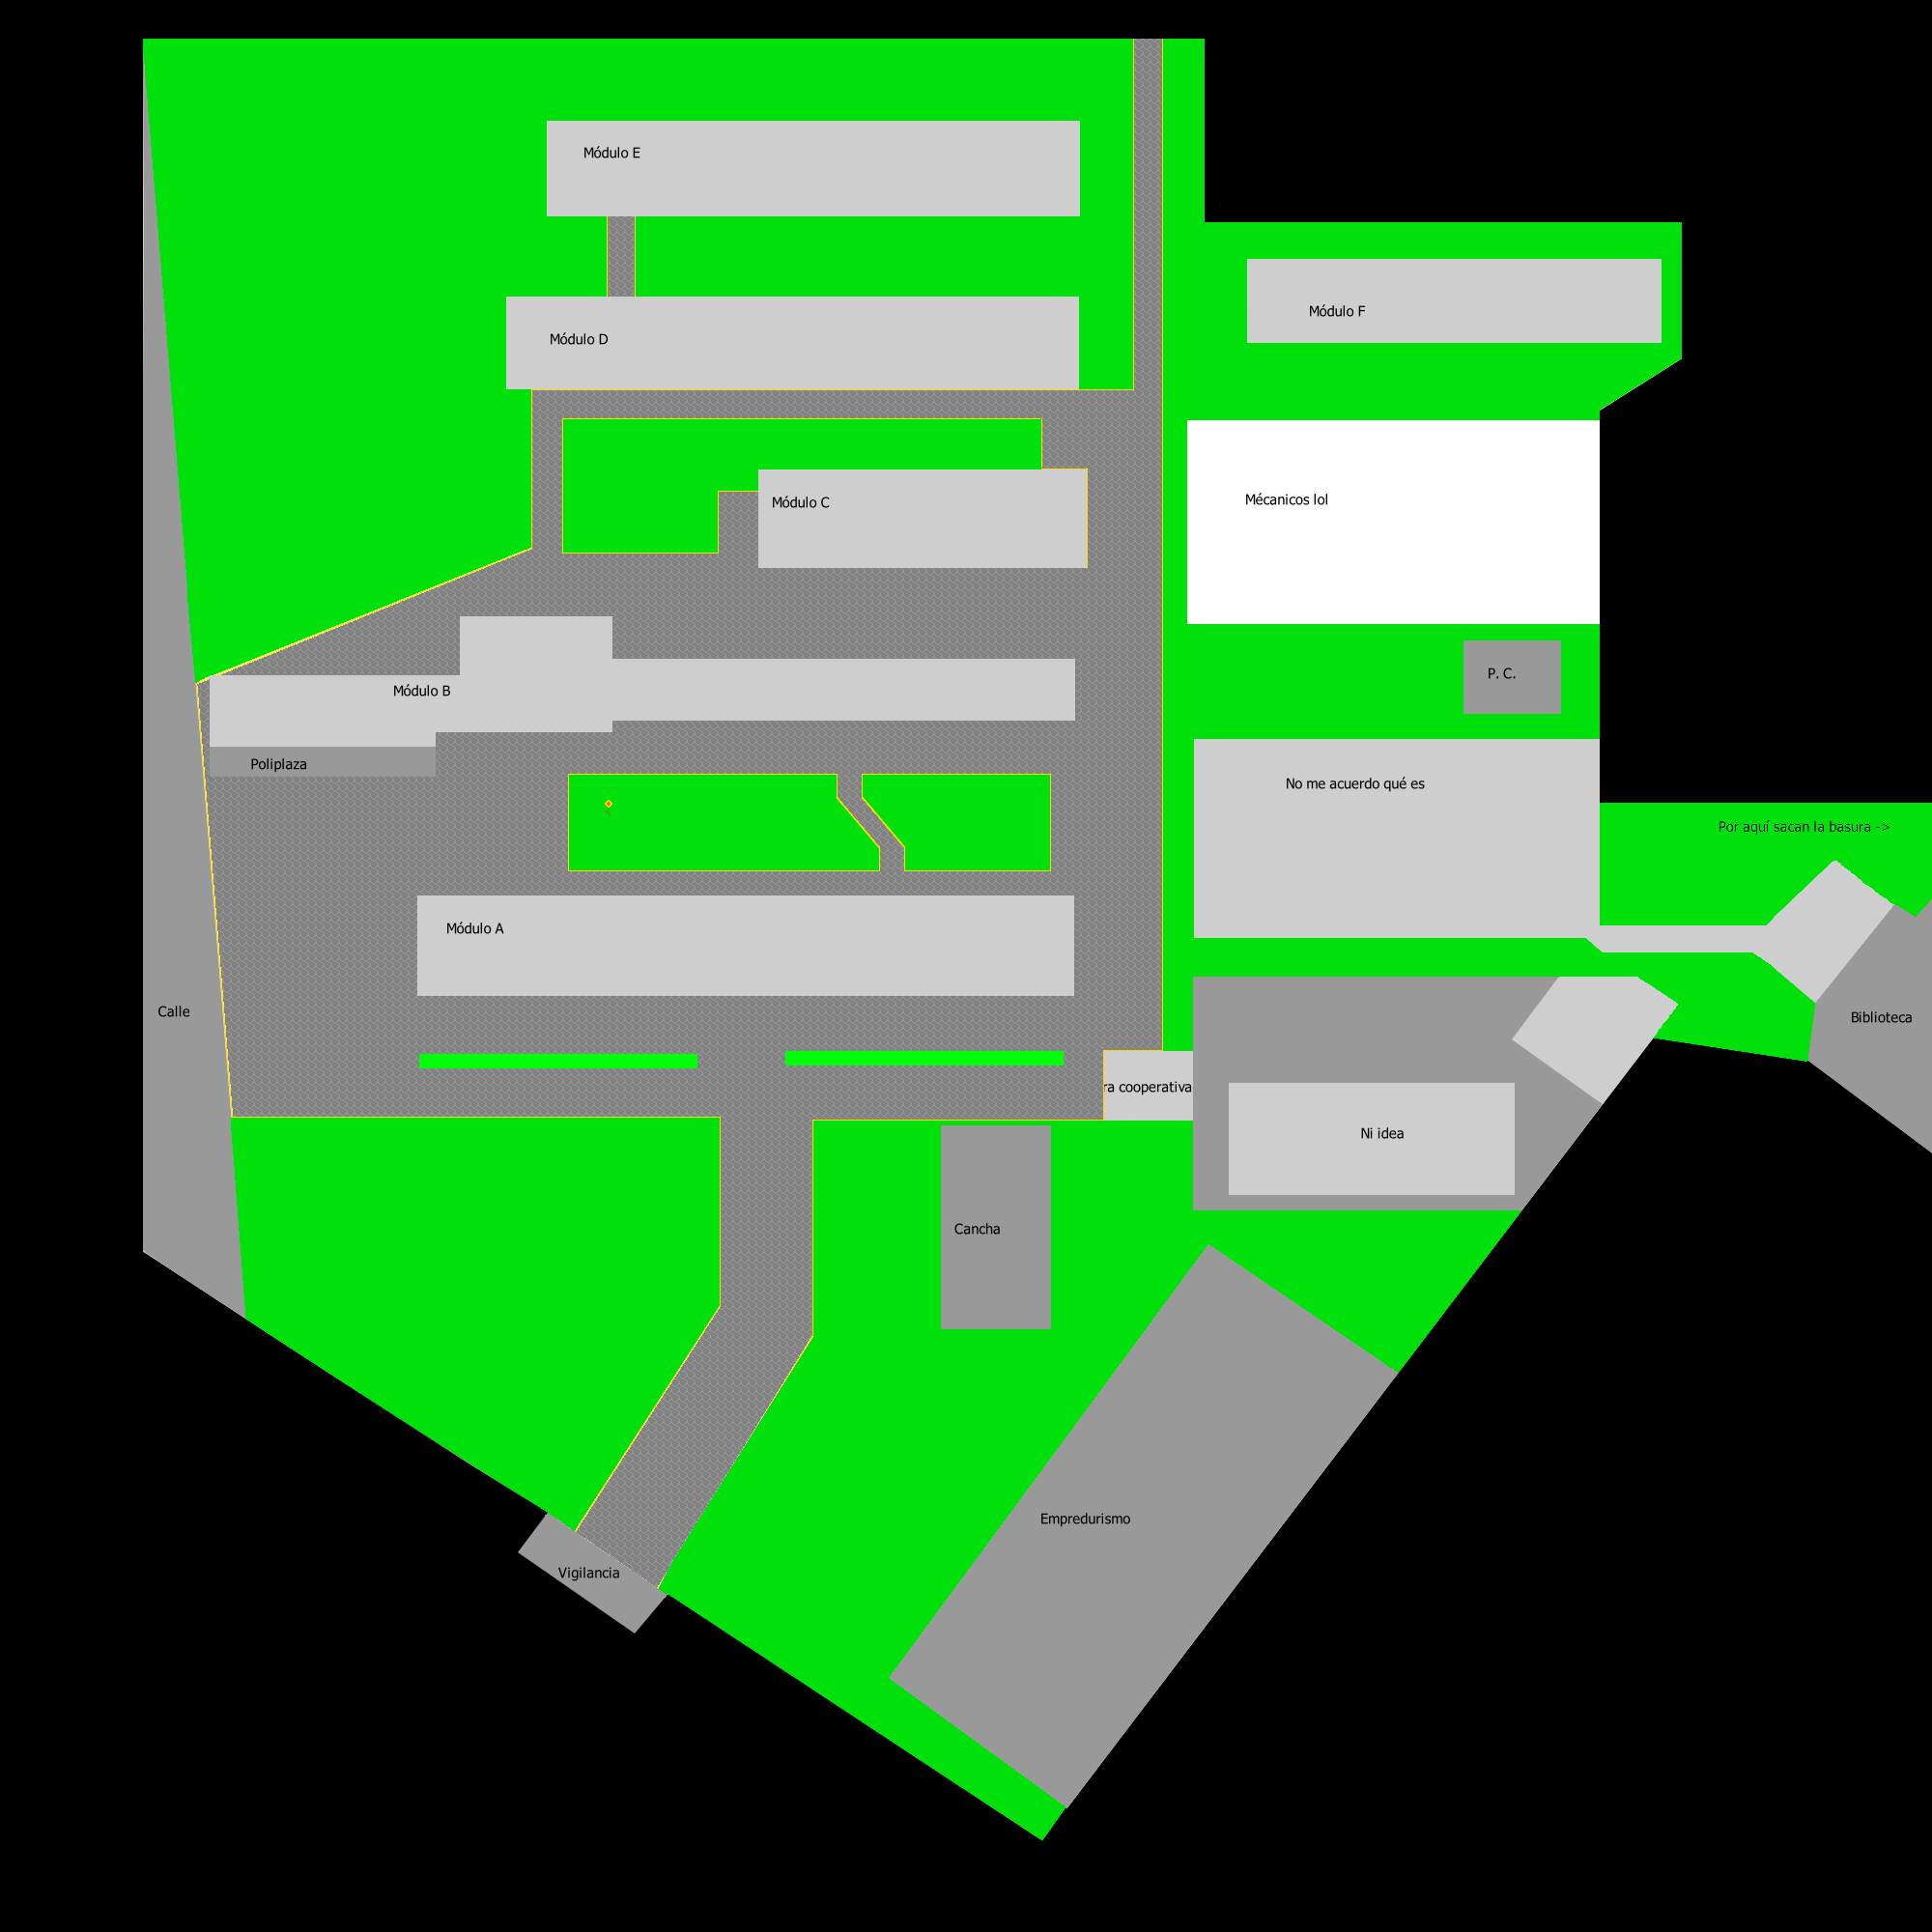 Módulo E
Módulo F
Módulo D
Mécanicos lol
Módulo C
P. C.
Módulo B
Poliplaza
No me acuerdo qué es
Por aquí sacan la basura ->
Módulo A
Calle
Biblioteca
ra cooperativa
Ni idea
Cancha
Empredurismo
Vigilancia